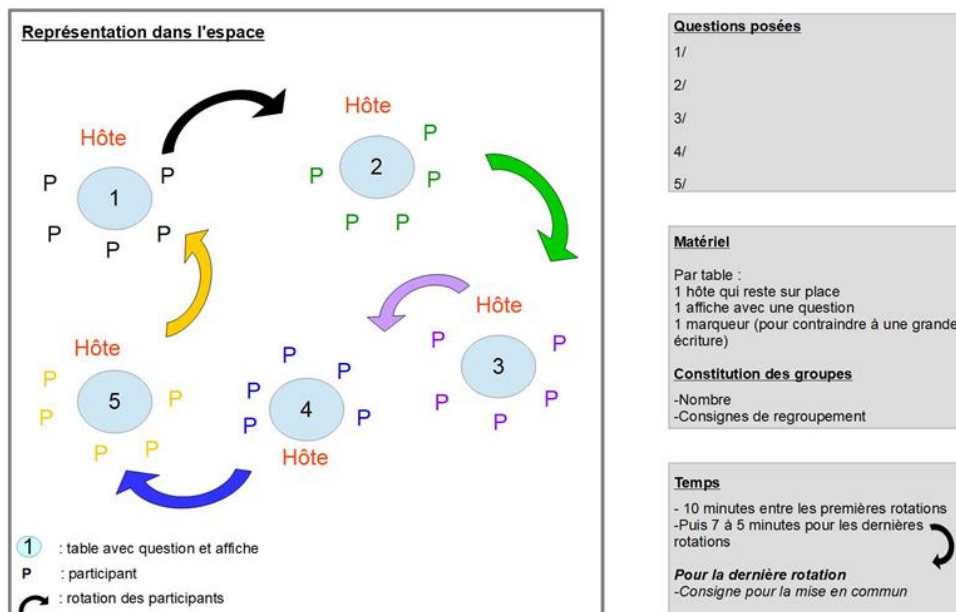 Représentation dans l'espace
Hôte
1
P
P
P
P
P
Hôte
2
P
P
P
P
P
Hôte
3
P
P
P
P
P
4
P
P
P
P
P
Hôte
Hôte
5
P
P
P
P
P
1 : table avec question et affiche
P : participant
: rotation des participants
Questions posées
1/
2/
3/
4/
5/
Matériel
Par table :
1 hôte qui reste sur place
1 affiche avec une question
1 marqueur (pour contraindre à une grande
écriture)
Constitution des groupes
-Nombre
-Consignes de regroupement
Temps
- 10 minutes entre les premières rotations
-Puis 7 à 5 minutes pour les dernières
rotations
Pour la dernière rotation
-Consigne pour la mise en commun